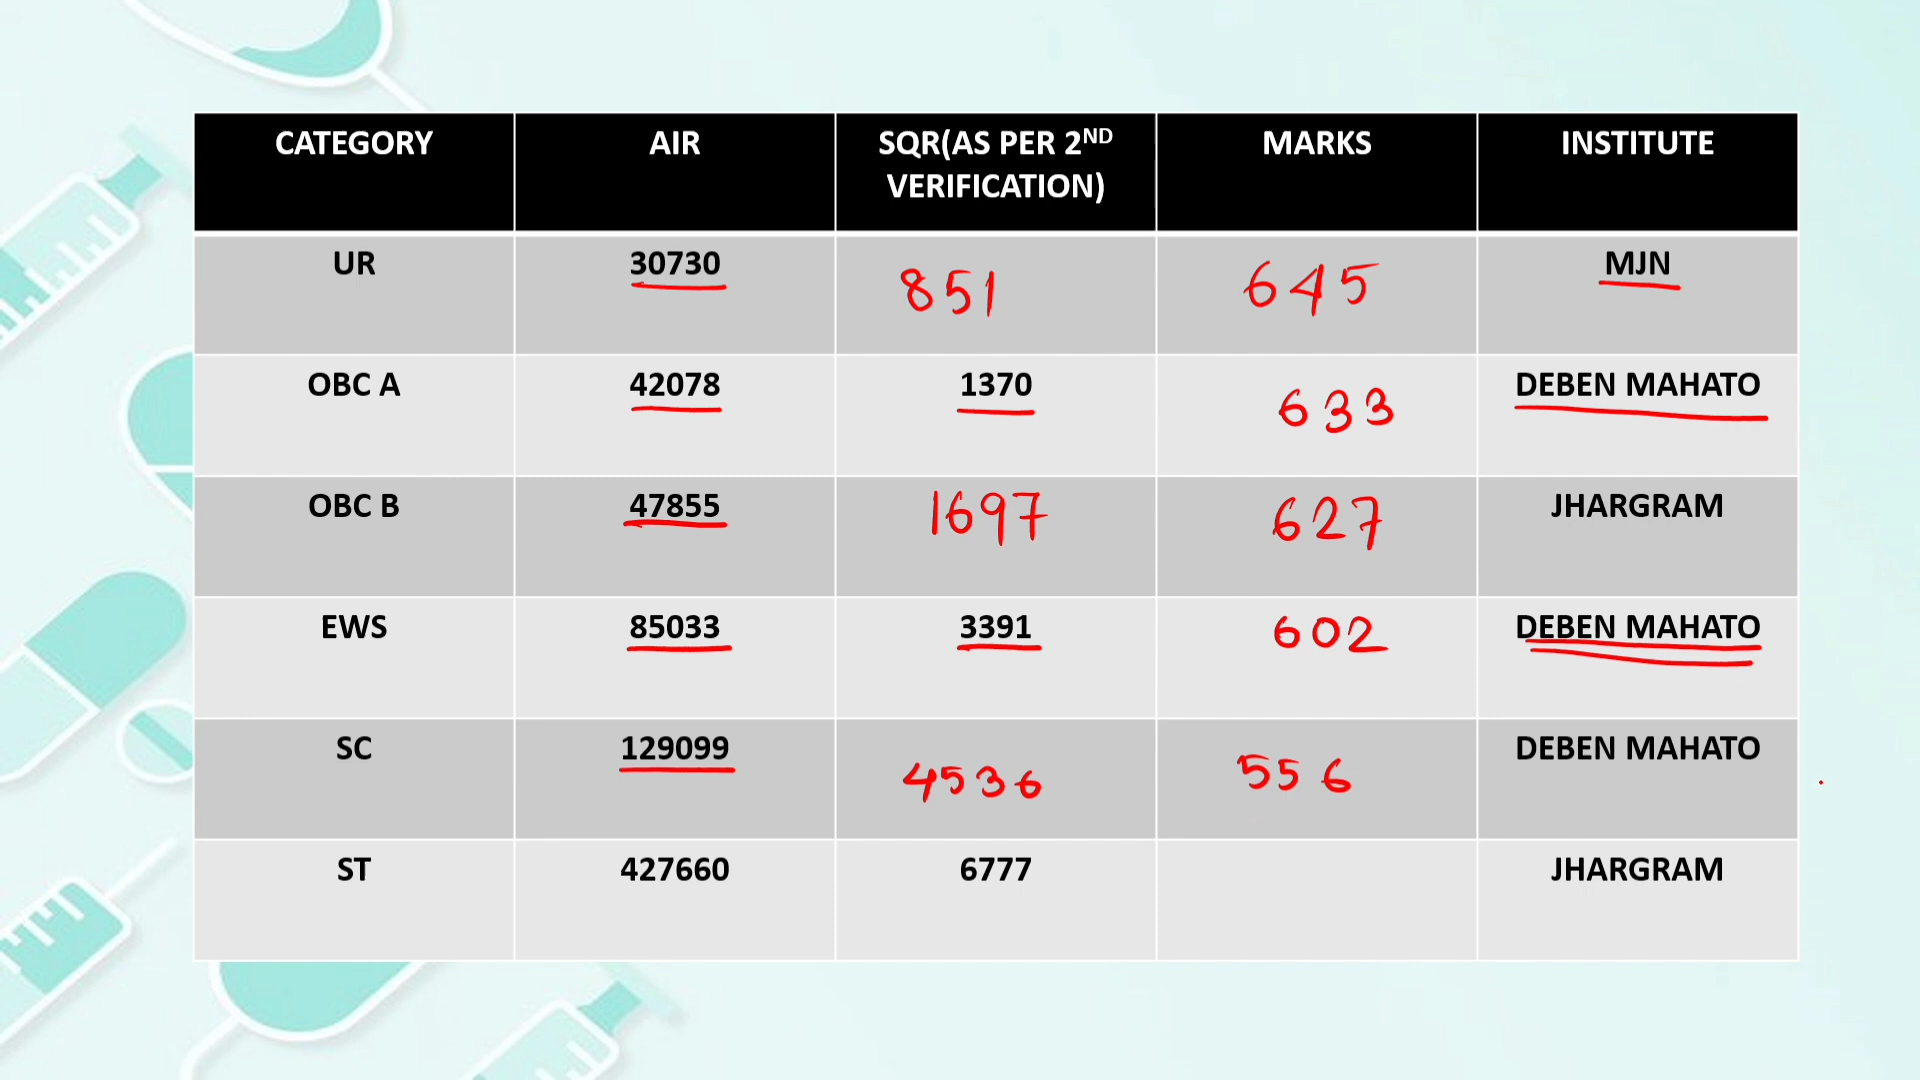 CATEGORY AIR SQR(AS PER 2ND VERIFICATION) MARKS INSTITUTE
UR 30730 851 645 MJN
OBC A 42078 1370 633 DEBEN MAHATO
OBC B 47855 1697 627 JHARGRAM
EWS 85033 3391 602 DEBEN MAHATO
SC 129099 4536 556 DEBEN MAHATO
ST 427660 6777 JHARGRAM